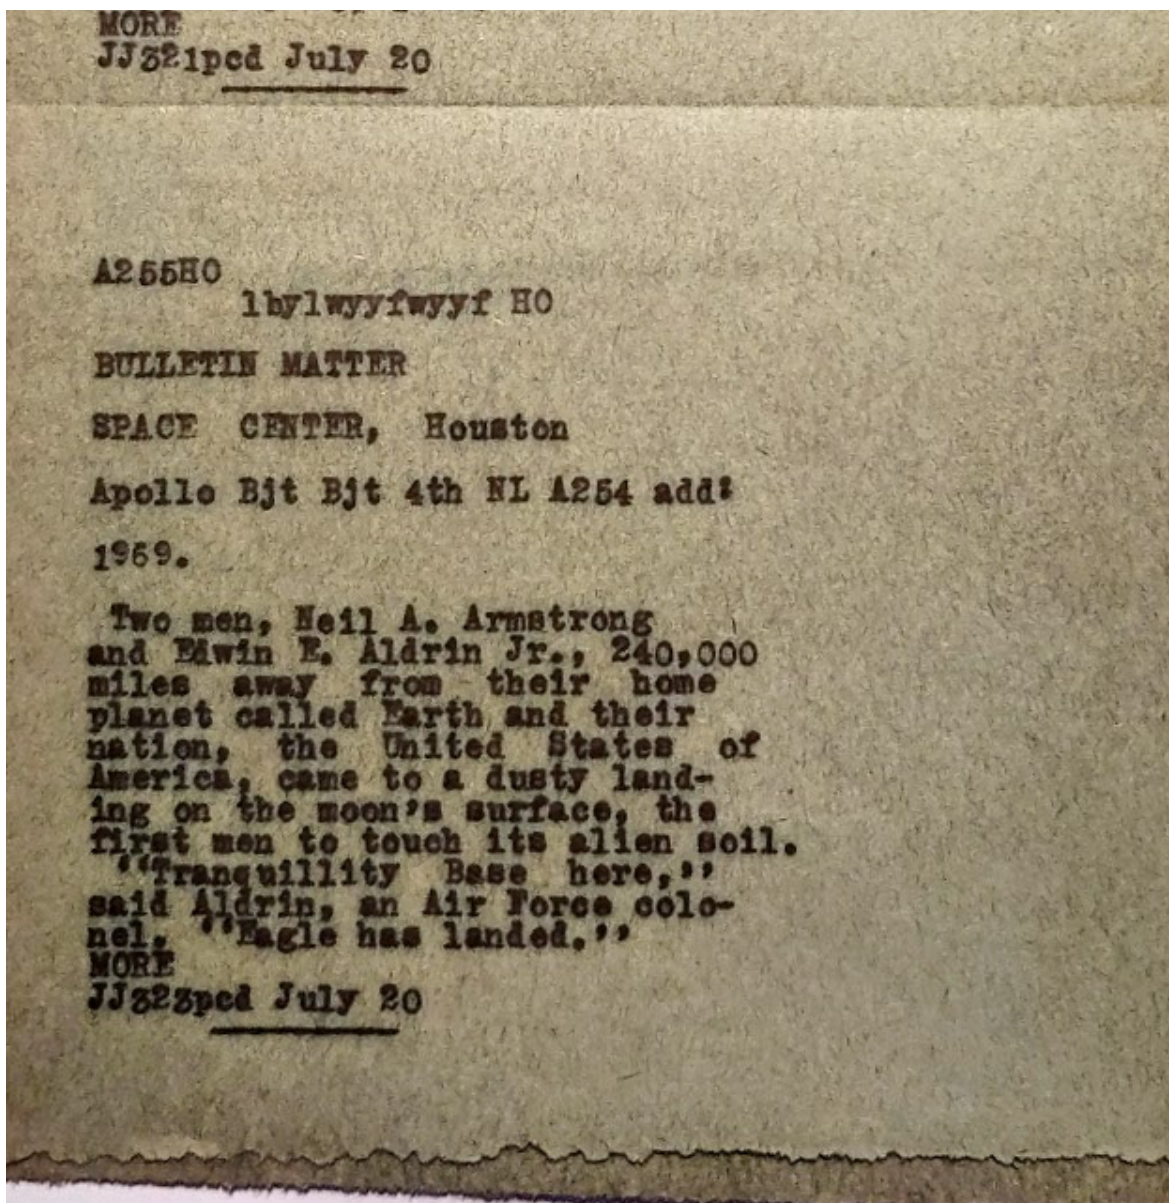 MORE
JJ321pcd July 20
A255HO
lbylwyyfwyyf HO
BULLETIN MATTER
SPACE CENTER, Houston
Apollo Bjt Bjt 4th NL A254 add:
1969.
Two men, Neil A. Armstrong
and Edwin E. Aldrin Jr., 240,000
miles away from their home
planet called Earth and their
nation, the United States of
America, came to a dusty land-
ing on the moon's surface, the
first men to touch its alien soil.
‘‘Tranquillity Base here,’’
said Aldrin, an Air Force colo-
nel. ‘‘Eagle has landed.’’
MORE
JJ323pcd July 20